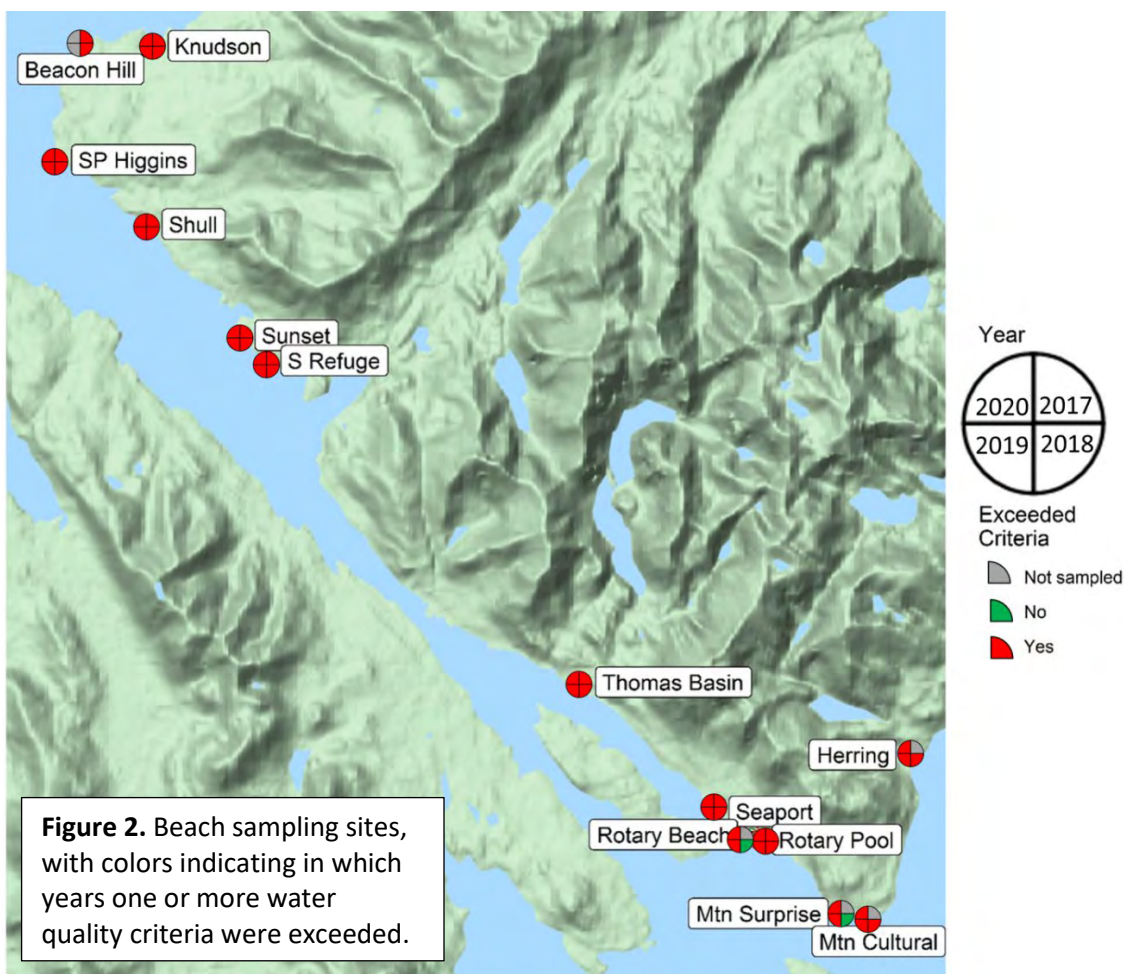 Knudson
Beacon Hill
SP Higgins
Shull
Sunset
S Refuge
Thomas Basin
Herring
Seaport
Rotary Beach
Rotary Pool
Mtn Surprise
Mtn Cultural
Figure 2. Beach sampling sites,
with colors indicating in which
years one or more water
quality criteria were exceeded.
Year
2020 2017
2019 2018
Exceeded
Criteria
Not sampled
No
Yes